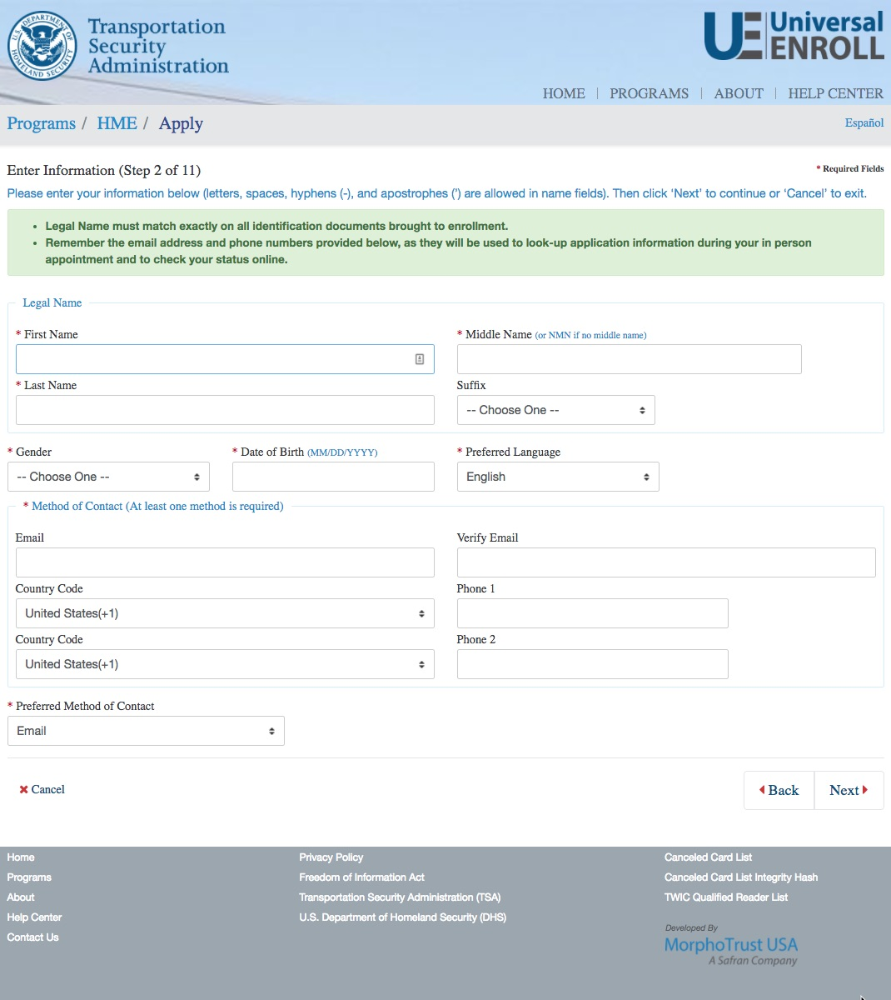 U.S. DEPARTMENT OF HOMELAND SECURITY
Transportation
Security
Administration
UE Universal
ENROLL
HOME | PROGRAMS | ABOUT | HELP CENTER
Programs / HME / Apply
Español
Enter Information (Step 2 of 11)
* Required Fields
Please enter your information below (letters, spaces, hyphens (-), and apostrophes (') are allowed in name fields). Then click 'Next' to continue or 'Cancel' to exit.
• Legal Name must match exactly on all identification documents brought to enrollment.
• Remember the email address and phone numbers provided below, as they will be used to look-up application information during your in person
appointment and to check your status online.
Legal Name
* First Name
* Middle Name (or NMN if no middle name)
* Last Name
Suffix
-- Choose One --
* Gender
* Date of Birth (MM/DD/YYYY)
* Preferred Language
-- Choose One --
English
* Method of Contact (At least one method is required)
Email
Verify Email
Country Code
Phone 1
United States(+1)
Country Code
Phone 2
United States(+1)
* Preferred Method of Contact
Email
Cancel
Back
Next
Home
Privacy Policy
Canceled Card List
Programs
Freedom of Information Act
Canceled Card List Integrity Hash
About
Transportation Security Administration (TSA)
TWIC Qualified Reader List
Help Center
U.S. Department of Homeland Security (DHS)
Contact Us
Developed By
MorphoTrust USA
A Safran Company